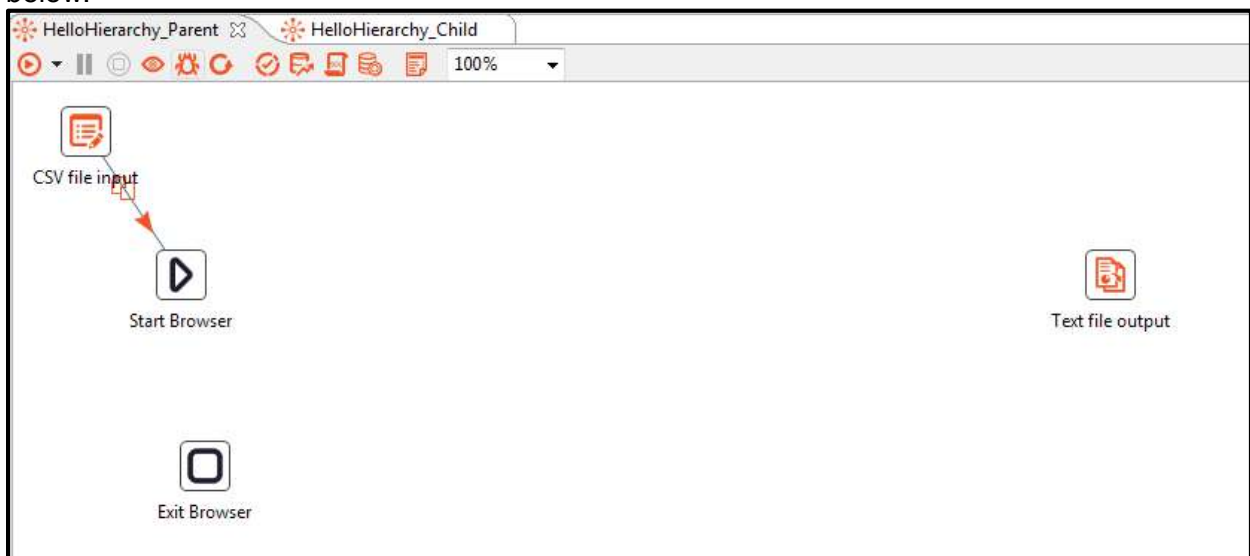 below:
HelloHierarchy_Parent HelloHierarchy_Child
100%
CSV file input
Start Browser
Text file output
Exit Browser